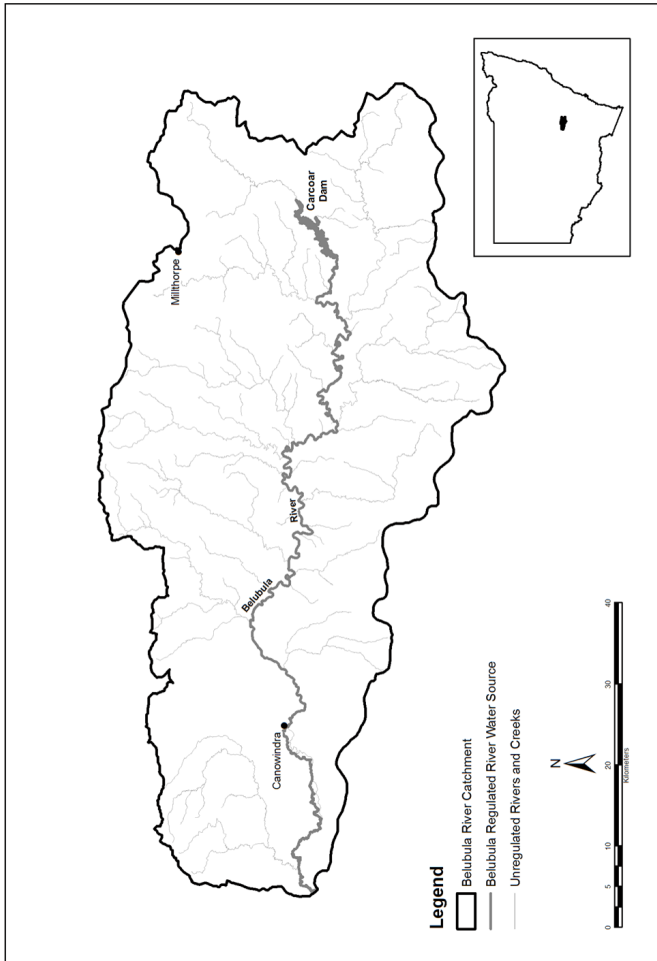 Millthorpe
Carcoar
Dam
River
Belubula
Canowindra
Legend
Belubula River Catchment
Belubula Regulated River Water Source
Unregulated Rivers and Creeks
N
0 5 10 20 30 40
Kilometers